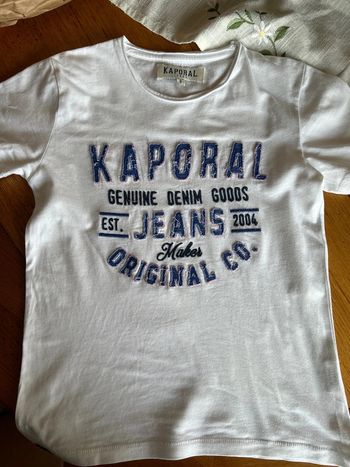 KAPORAL
KAPORAL
GENUINE DENIM GOODS
EST. JEANS 2004
Makes
ORIGINAL CO.